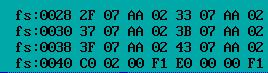 fs:0028 2F 07 AA 02 33 07 AA 02
fs:0030 37 07 AA 02 3B 07 AA 02
fs:0038 3F 07 AA 02 43 07 AA 02
fs:0040 C0 02 00 F1 E0 00 00 F1